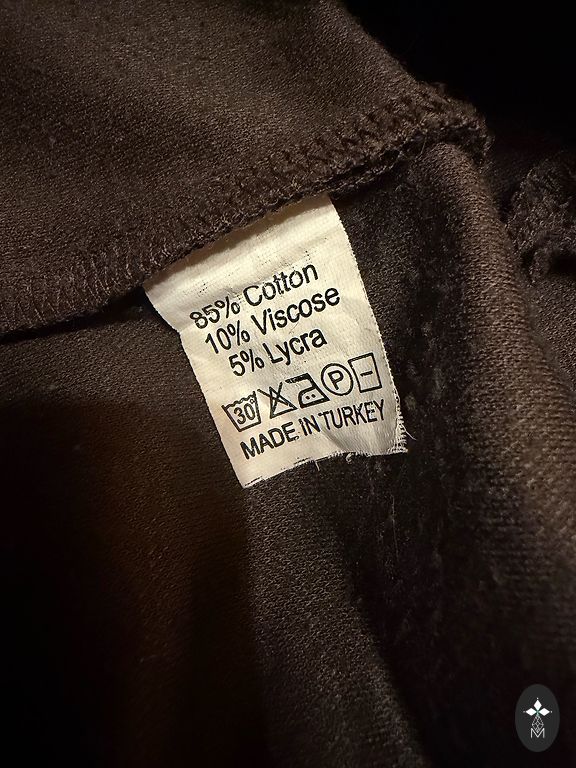 85% Cotton
10% Viscose
5% Lycra
30° P
MADE IN TURKEY
M